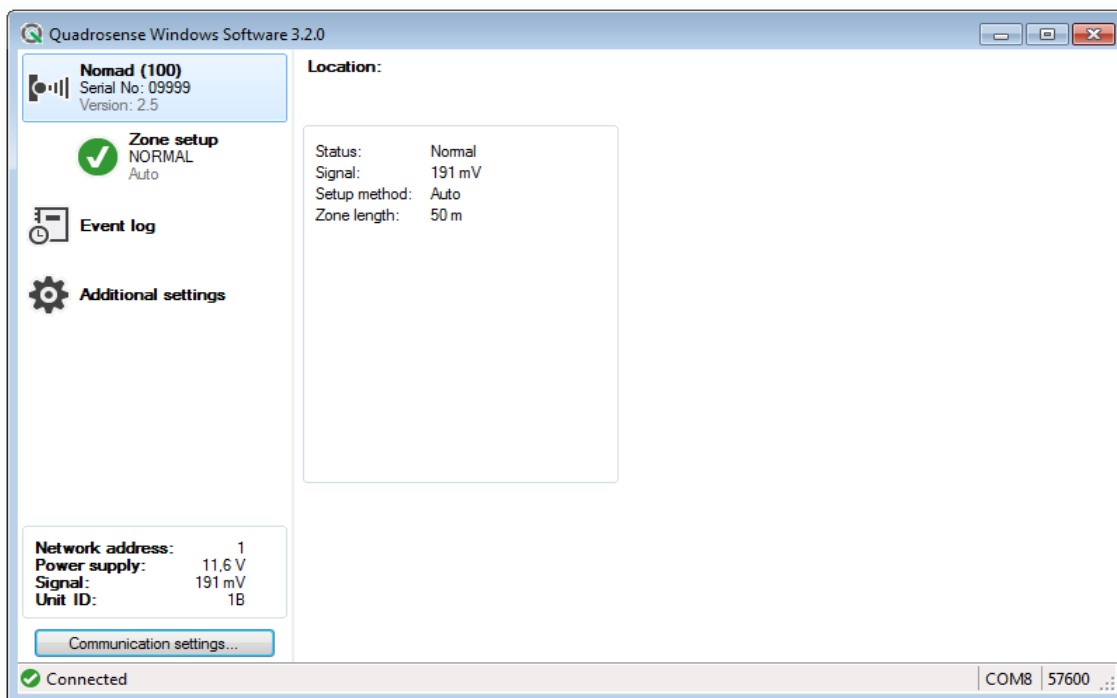 Quadrosense Windows Software 3.2.0
Nomad (100)
Serial No: 09999
Version: 2.5
Zone setup
NORMAL
Auto
Event log
Additional settings
Network address: 1
Power supply: 11,6 V
Signal: 191 mV
Unit ID: 1B
Communication settings...
Location:
Status: Normal
Signal: 191 mV
Setup method: Auto
Zone length: 50 m
Connected
COM8 57600